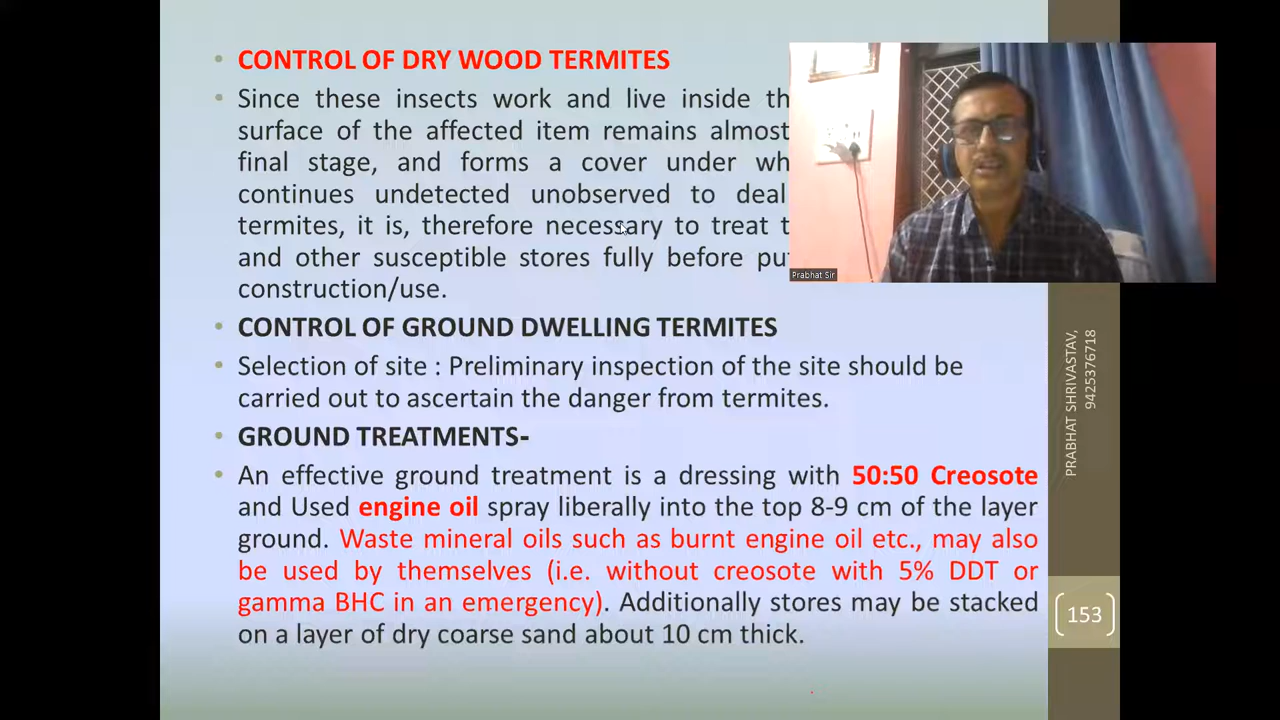 CONTROL OF DRY WOOD TERMITES
Since these insects work and live inside
surface of the affected item remains almost
final stage, and forms a cover under
continues undetected unobserved to deal
termites, it is, therefore necessary to treat
and other susceptible stores fully before
construction/use.
CONTROL OF GROUND DWELLING TERMITES
Selection of site : Preliminary inspection of the site should be
carried out to ascertain the danger from termites.
GROUND TREATMENTS-
An effective ground treatment is a dressing with 50:50 Creosote
and Used engine oil spray liberally into the top 8-9 cm of the layer
ground. Waste mineral oils such as burnt engine oil etc., may also
be used by themselves (i.e. without creosote with 5% DDT or
gamma BHC in an emergency). Additionally stores may be stacked
on a layer of dry coarse sand about 10 cm thick.
Prabhat Sir
PRABHAT SHRIVASTAV,
9425376718
153